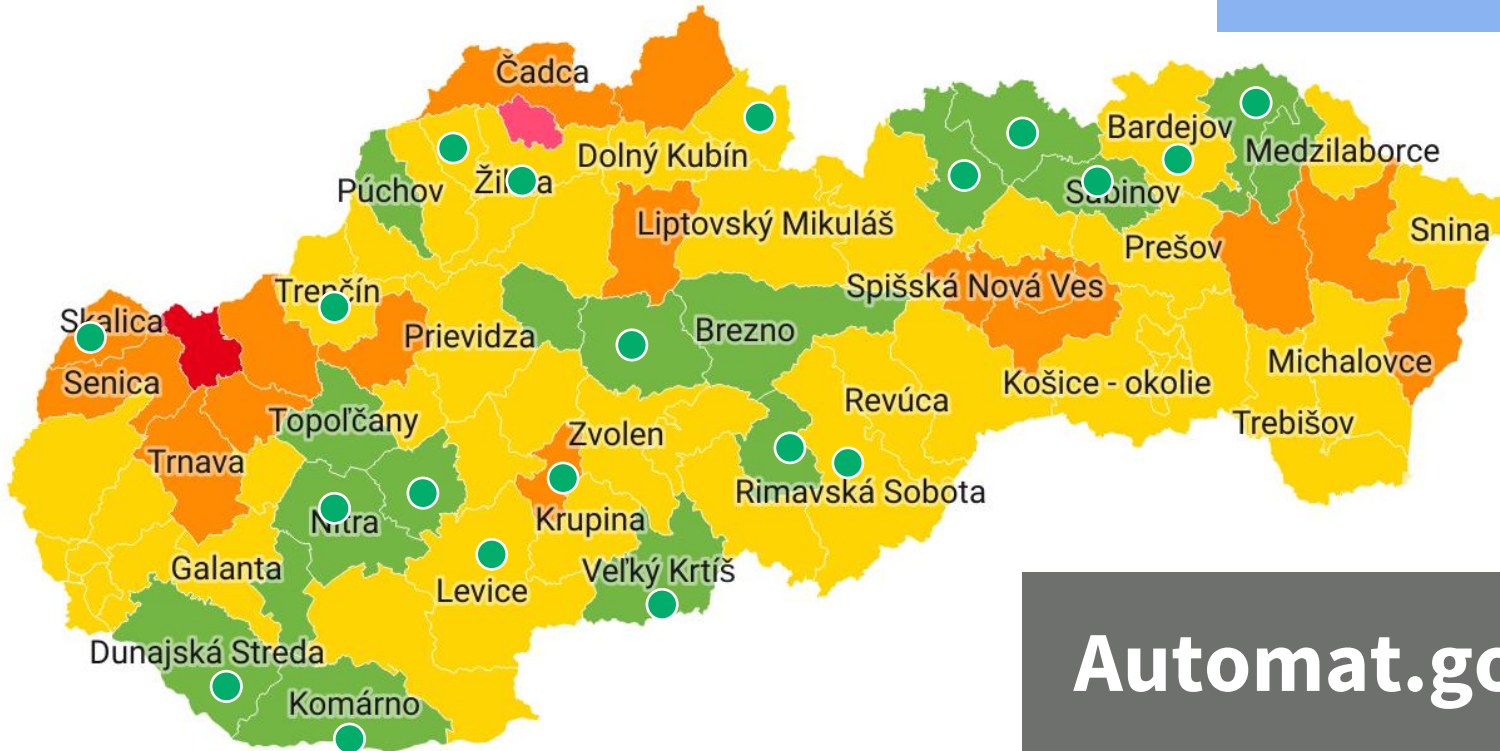 Čadca
Bardejov
Dolný Kubín
Medzilaborce
Púchov
Žilina
Sabinov
Liptovský Mikuláš
Snina
Prešov
Trenčín
Spišská Nová Ves
Skalica
Prievidza
Brezno
Senica
Michalovce
Košice - okolie
Revúca
Topoľčany
Trebišov
Zvolen
Trnava
Rimavská Sobota
Nitra
Krupina
Galanta
Veľký Krtíš
Levice
Dunajská Streda
Automat.go
Komárno